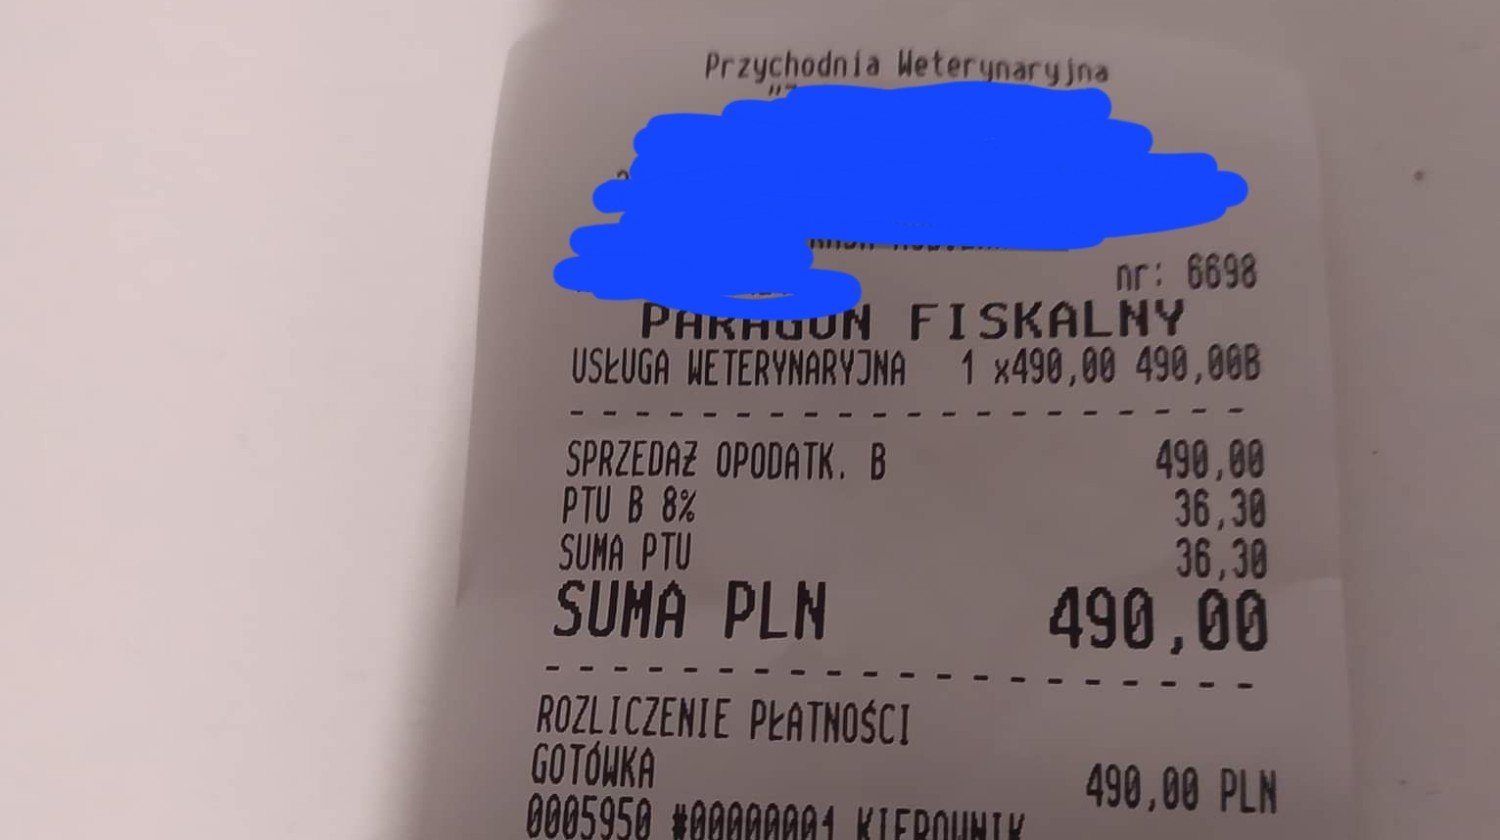 Przychodnia Weterynaryjna
nr: 6698
PARAGON FISKALNY
USŁUGA WETERYNARYJNA 1 x490,00 490,00B
SPRZEDAŻ OPODATK. B 490,00
PTU B 8% 36,30
SUMA PTU 36,30
SUMA PLN 490,00
ROZLICZENIE PŁATNOŚCI
GOTÓWKA 490,00 PLN
0005950 #00000001 KIEROWNIK